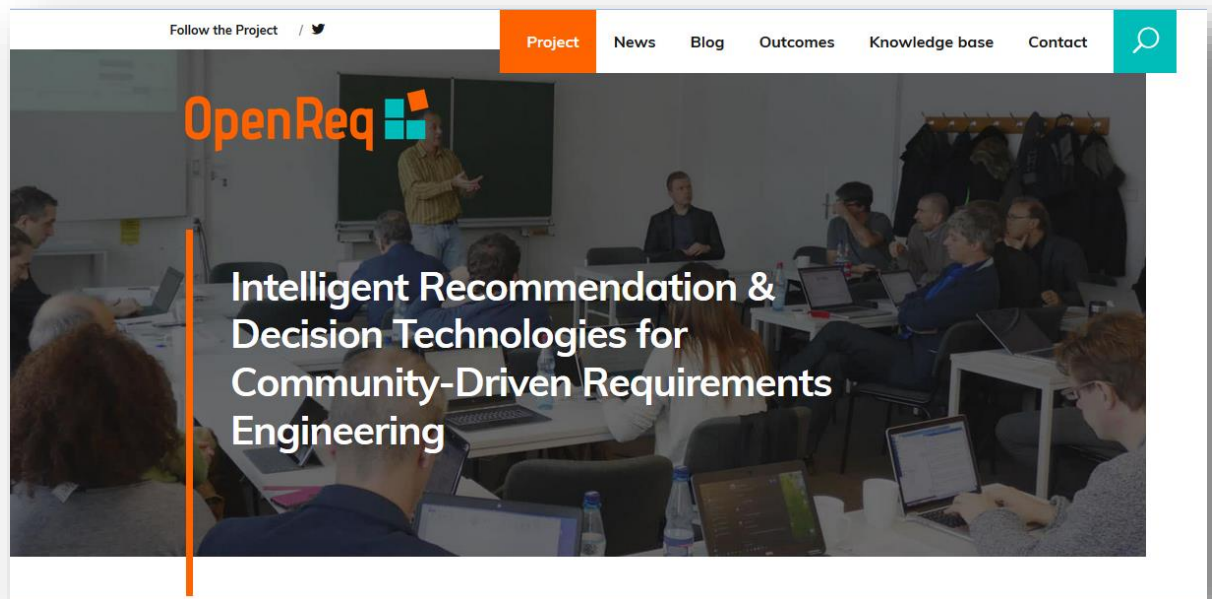 Follow the Project /
Project News Blog Outcomes Knowledge base Contact
OpenReq
Intelligent Recommendation &
Decision Technologies for
Community-Driven Requirements
Engineering